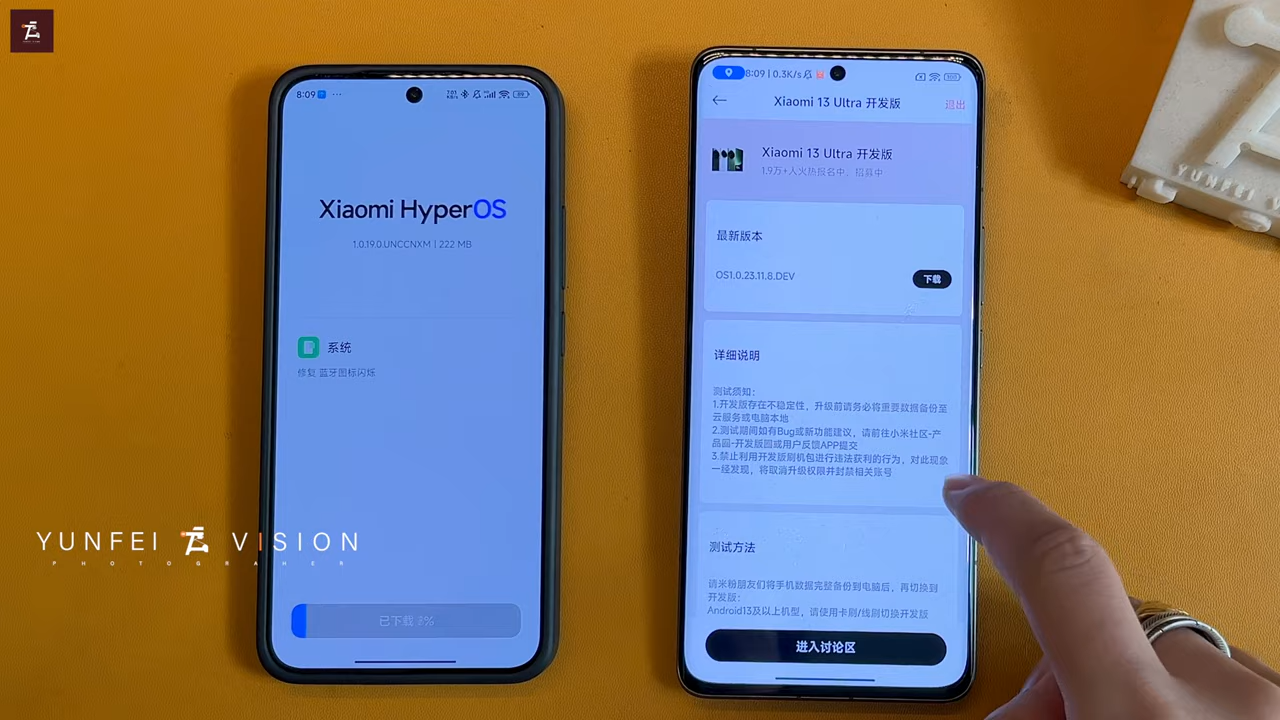 8:09
Xiaomi HyperOS
1.0.19.0.UNCCNXM | 222 MB
系统
修复 蓝牙图标闪烁
已下载 3%
8:09 | 0.3K/s
Xiaomi 13 Ultra 开发版
退出
Xiaomi 13 Ultra 开发版
1.9万+人火热报名中，招募中
最新版本
OS1.0.23.11.8.DEV
下载
详细说明
测试须知：
1.开发版存在不稳定性，升级前请务必将重要数据备份至
云服务或电脑本地
2.测试期间如有Bug或新功能建议，请前往小米社区-产
品圈-开发版圈或用户反馈APP提交
3.禁止利用开发版刷机包进行违法获利的行为，对此现象
一经发现，将取消升级权限并封禁相关账号
测试方法
请米粉朋友们将手机数据完整备份到电脑后，再切换到
开发版：
Android13及以上机型，请使用卡刷/线刷切换开发版
进入讨论区
YUNFEI
YUNFEI 云 VISION
PHOTOGRAHER